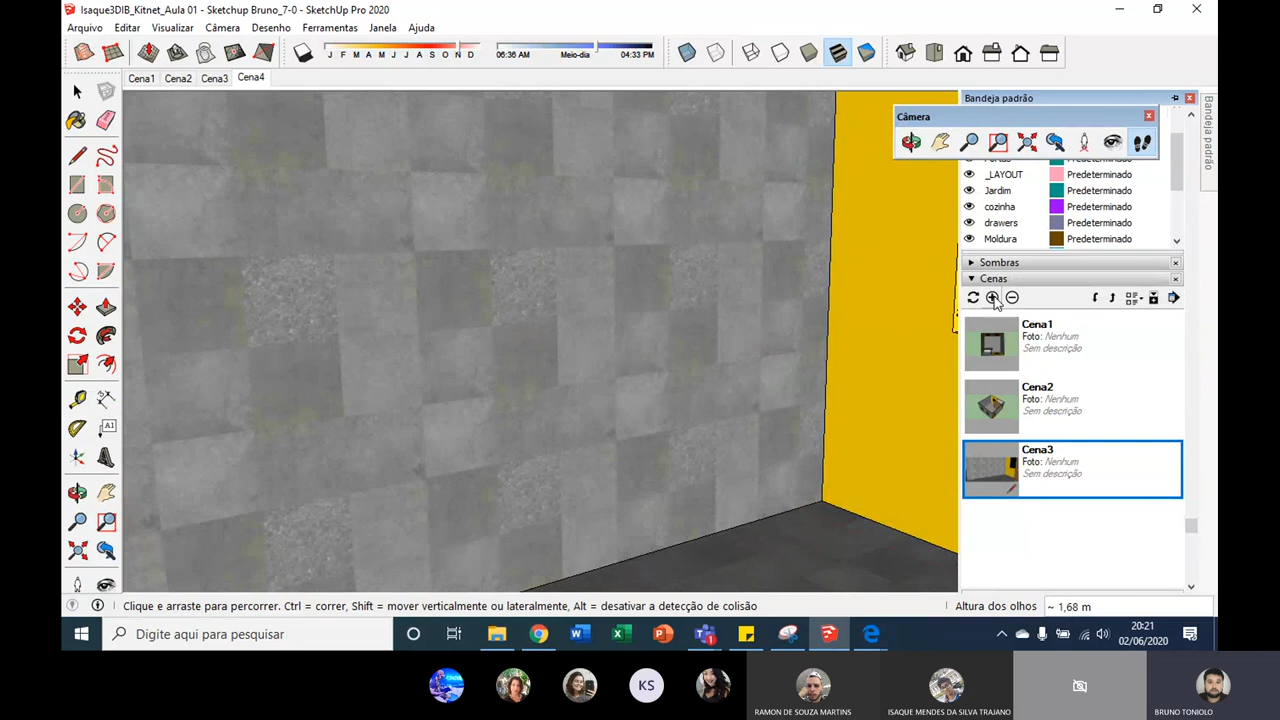 Isaque3DIB_Kitnet_Aula 01 - Sketchup Bruno_7-0 - SketchUp Pro 2020
Arquivo Editar Visualizar Câmera Desenho Ferramentas Janela Ajuda
J F M A M J J A S O N D 06:36 AM Meio-dia 04:33 PM
Cena1 Cena2 Cena3 Cena4
Bandeja padrão
Bandeja padrão
Câmera
_LAYOUT Predeterminado
Jardim Predeterminado
cozinha Predeterminado
drawers Predeterminado
Moldura Predeterminado
Sombras
Cenas
Cena1
Foto: Nenhum
Sem descrição
Cena2
Foto: Nenhum
Sem descrição
Cena3
Foto: Nenhum
Sem descrição
A1
Clique e arraste para percorrer. Ctrl = correr, Shift = mover verticalmente ou lateralmente, Alt = desativar a detecção de colisão
Altura dos olhos ~ 1,68 m
Digite aqui para pesquisar
20:21
02/06/2020
KS
RAMON DE SOUZA MARTINS
ISAQUE MENDES DA SILVA TRAJANO
BRUNO TONIOLO